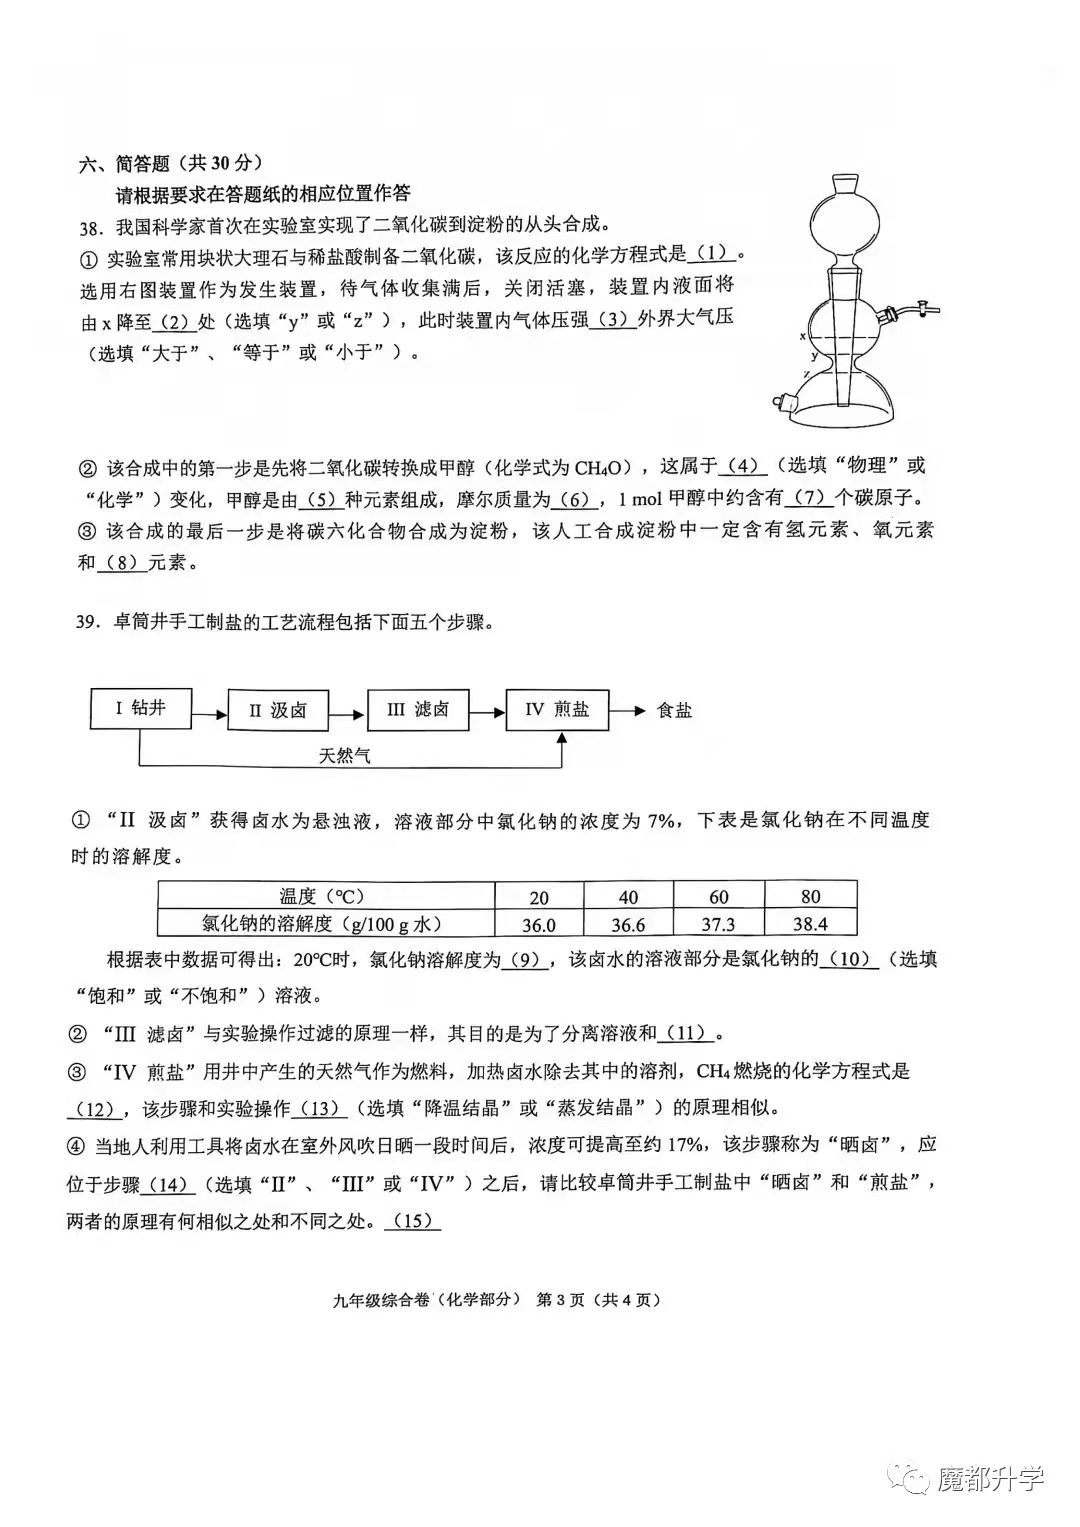 六、简答题（共30分）
请根据要求在答题纸的相应位置作答
38．我国科学家首次在实验室实现了二氧化碳到淀粉的从头合成。
① 实验室常用块状大理石与稀盐酸制备二氧化碳，该反应的化学方程式是（1）。
选用右图装置作为发生装置，待气体收集满后，关闭活塞，装置内液面将
由x降至（2）处（选填“y”或“z”），此时装置内气体压强（3）外界大气压
（选填“大于”、“等于”或“小于”）。
x
y
z
② 该合成中的第一步是先将二氧化碳转换成甲醇（化学式为CH₄O），这属于（4）（选填“物理”或
“化学”）变化，甲醇是由（5）种元素组成，摩尔质量为（6），1 mol甲醇中约含有（7）个碳原子。
③ 该合成的最后一步是将碳六化合物合成为淀粉，该人工合成淀粉中一定含有氢元素、氧元素
和（8）元素。
39．卓筒井手工制盐的工艺流程包括下面五个步骤。
I 钻井 II 汲卤 III 滤卤 IV 煎盐 食盐
天然气
① “II 汲卤”获得卤水为悬浊液，溶液部分中氯化钠的浓度为7%，下表是氯化钠在不同温度
时的溶解度。
温度（℃） 20 40 60 80
氯化钠的溶解度（g/100 g水） 36.0 36.6 37.3 38.4
根据表中数据可得出：20℃时，氯化钠溶解度为（9），该卤水的溶液部分是氯化钠的（10）（选填
“饱和”或“不饱和”）溶液。
② “III 滤卤”与实验操作过滤的原理一样，其目的是为了分离溶液和（11）。
③ “IV 煎盐”用井中产生的天然气作为燃料，加热卤水除去其中的溶剂，CH₄燃烧的化学方程式是
（12），该步骤和实验操作（13）（选填“降温结晶”或“蒸发结晶”）的原理相似。
④ 当地人利用工具将卤水在室外风吹日晒一段时间后，浓度可提高至约17%，该步骤称为“晒卤”，应
位于步骤（14）（选填“II”、“III”或“IV”）之后，请比较卓筒井手工制盐中“晒卤”和“煎盐”，
两者的原理有何相似之处和不同之处。（15）
九年级综合卷（化学部分） 第3页（共4页）
魔都升学